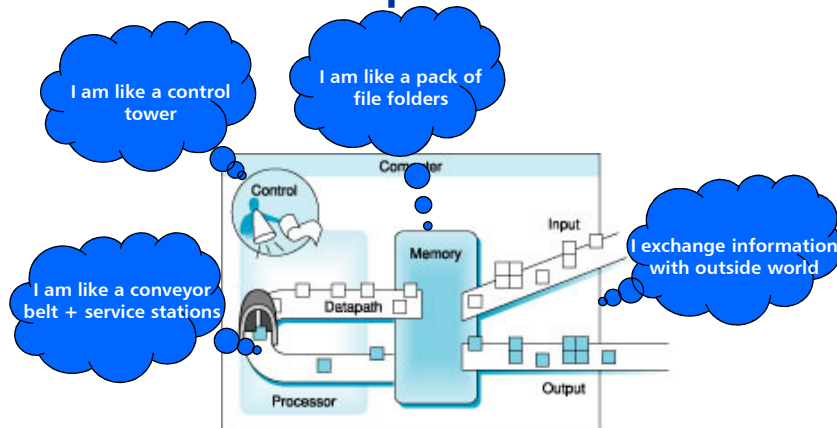 I am like a control
tower
I am like a pack of
file folders
Computer
Control
Memory
Input
I exchange information
with outside world
I am like a conveyor
belt + service stations
Datapath
Output
Processor